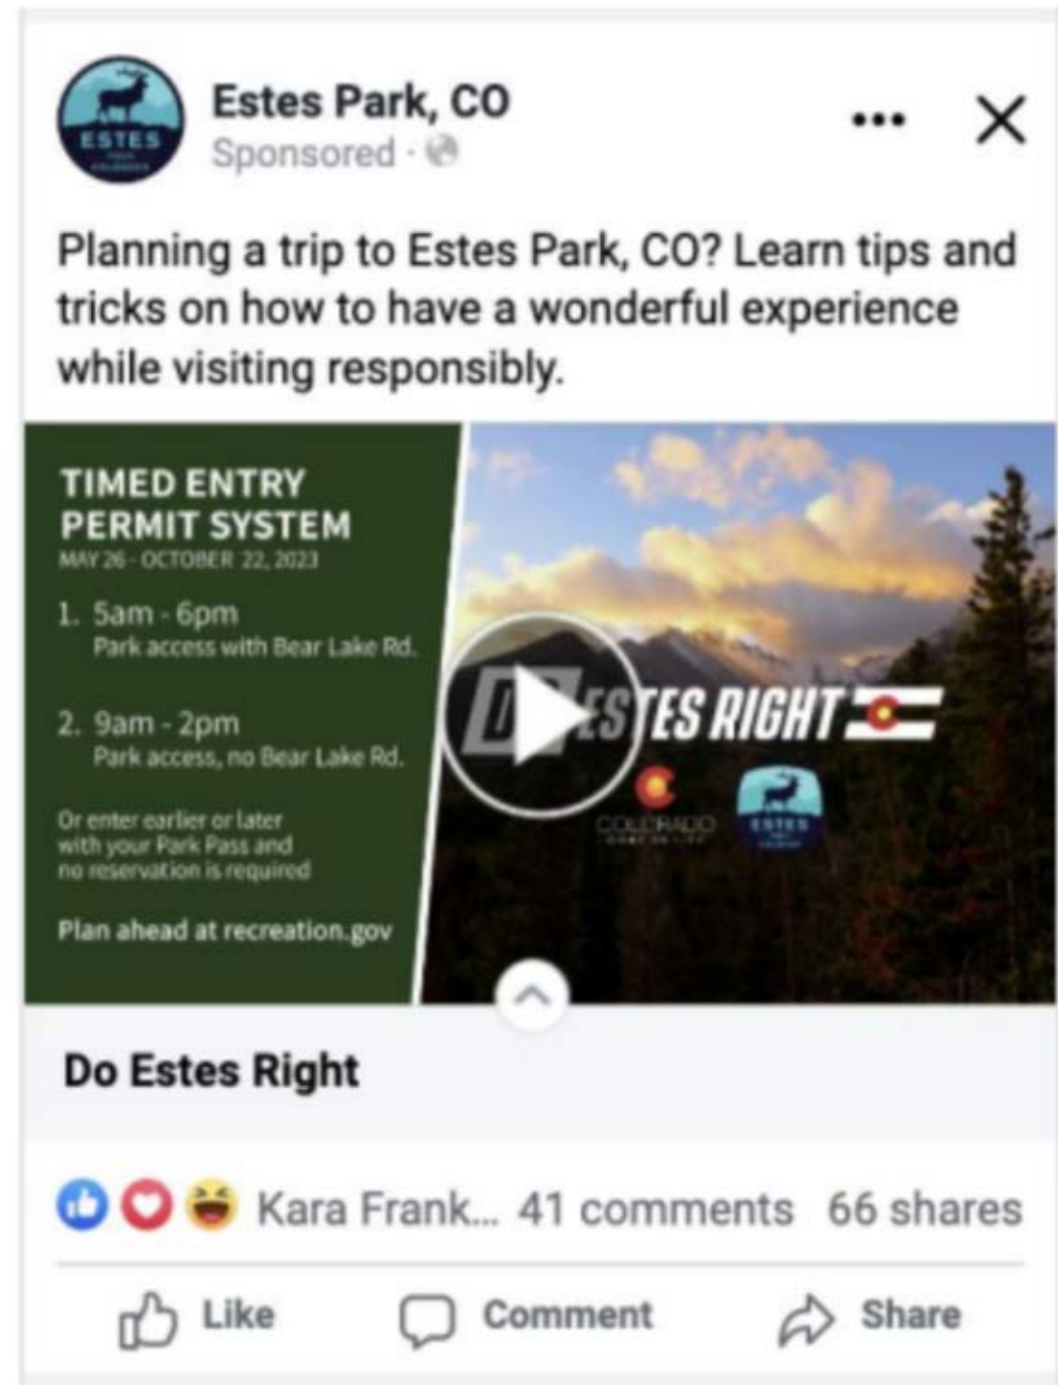 Estes Park, CO
Sponsored ·
Planning a trip to Estes Park, CO? Learn tips and
tricks on how to have a wonderful experience
while visiting responsibly.
TIMED ENTRY
PERMIT SYSTEM
MAY 26 - OCTOBER 22, 2023
1. 5am - 6pm
Park access with Bear Lake Rd.
2. 9am - 2pm
Park access, no Bear Lake Rd.
Or enter earlier or later
with your Park Pass and
no reservation is required
Plan ahead at recreation.gov
ESTES RIGHT
COLORADO
ESTES
Do Estes Right
Kara Frank... 41 comments 66 shares
Like Comment Share
ESTES